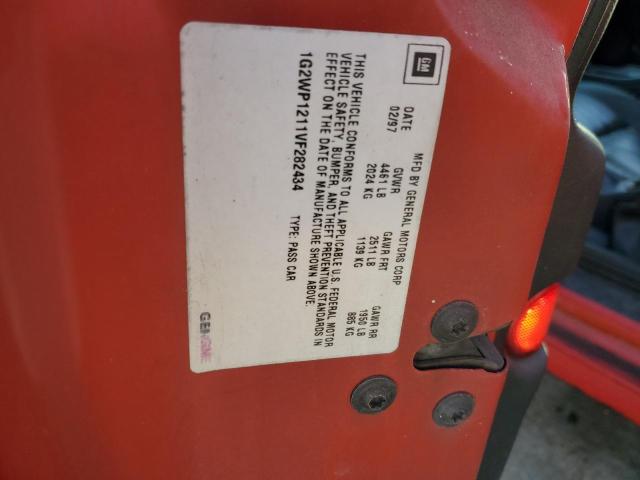 GM
MFD BY GENERAL MOTORS CORP
DATE GVWR GAWR FRT GAWR RR
02/97 4461 LB 2511 LB 1950 LB
2024 KG 1139 KG 885 KG
THIS VEHICLE CONFORMS TO ALL APPLICABLE U.S. FEDERAL MOTOR
VEHICLE SAFETY, BUMPER, AND THEFT PREVENTION STANDARDS IN
EFFECT ON THE DATE OF MANUFACTURE SHOWN ABOVE.
1G2WP1211VF282434 TYPE: PASS CAR
GENUINE